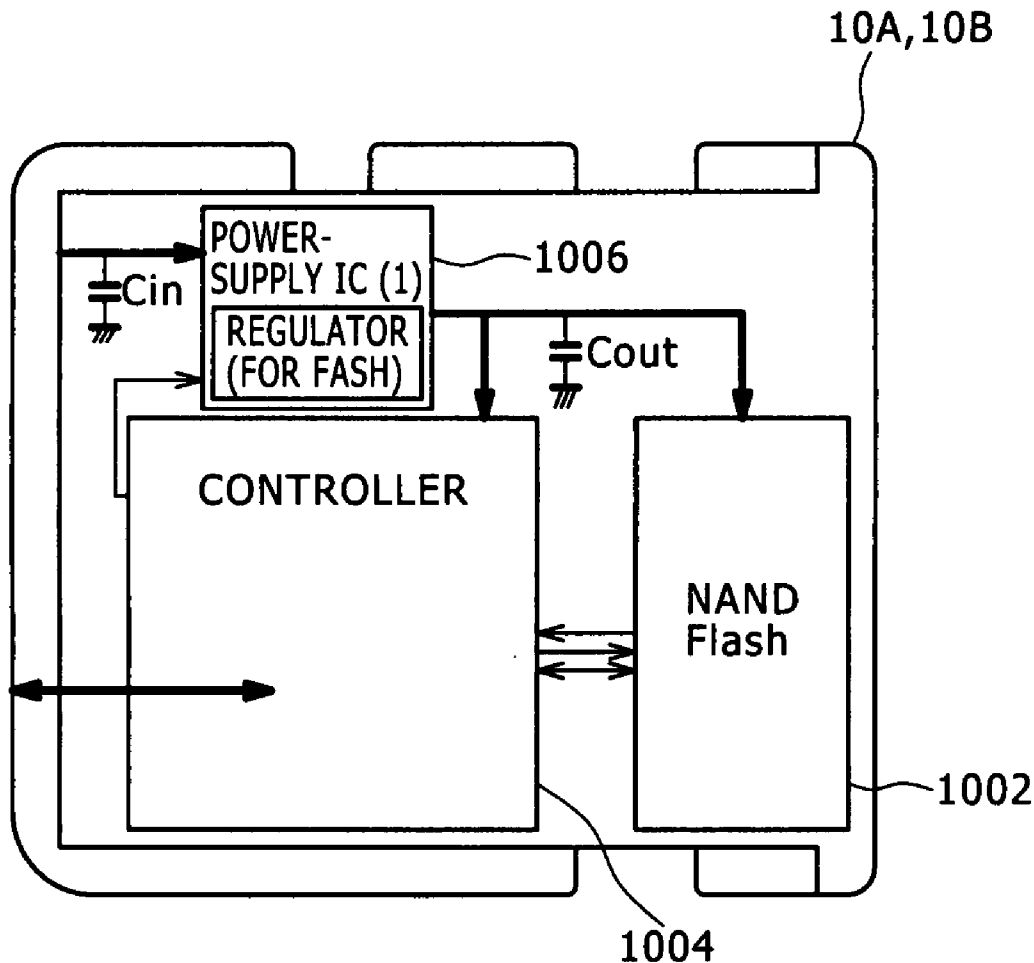 10A,10B
POWER-
SUPPLY IC (1)
1006
Cin
REGULATOR
(FOR FASH)
Cout
CONTROLLER
NAND
Flash
1002
1004